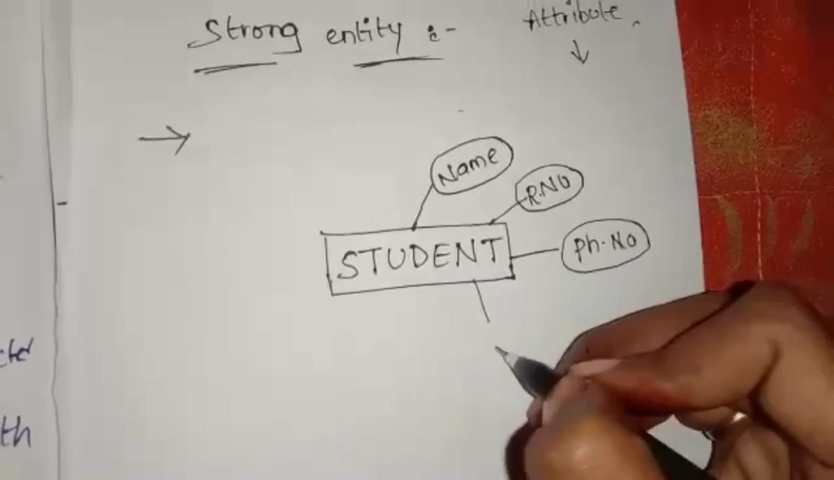 Strong entity :-
Attribute
Name
R.No
STUDENT
Ph.No